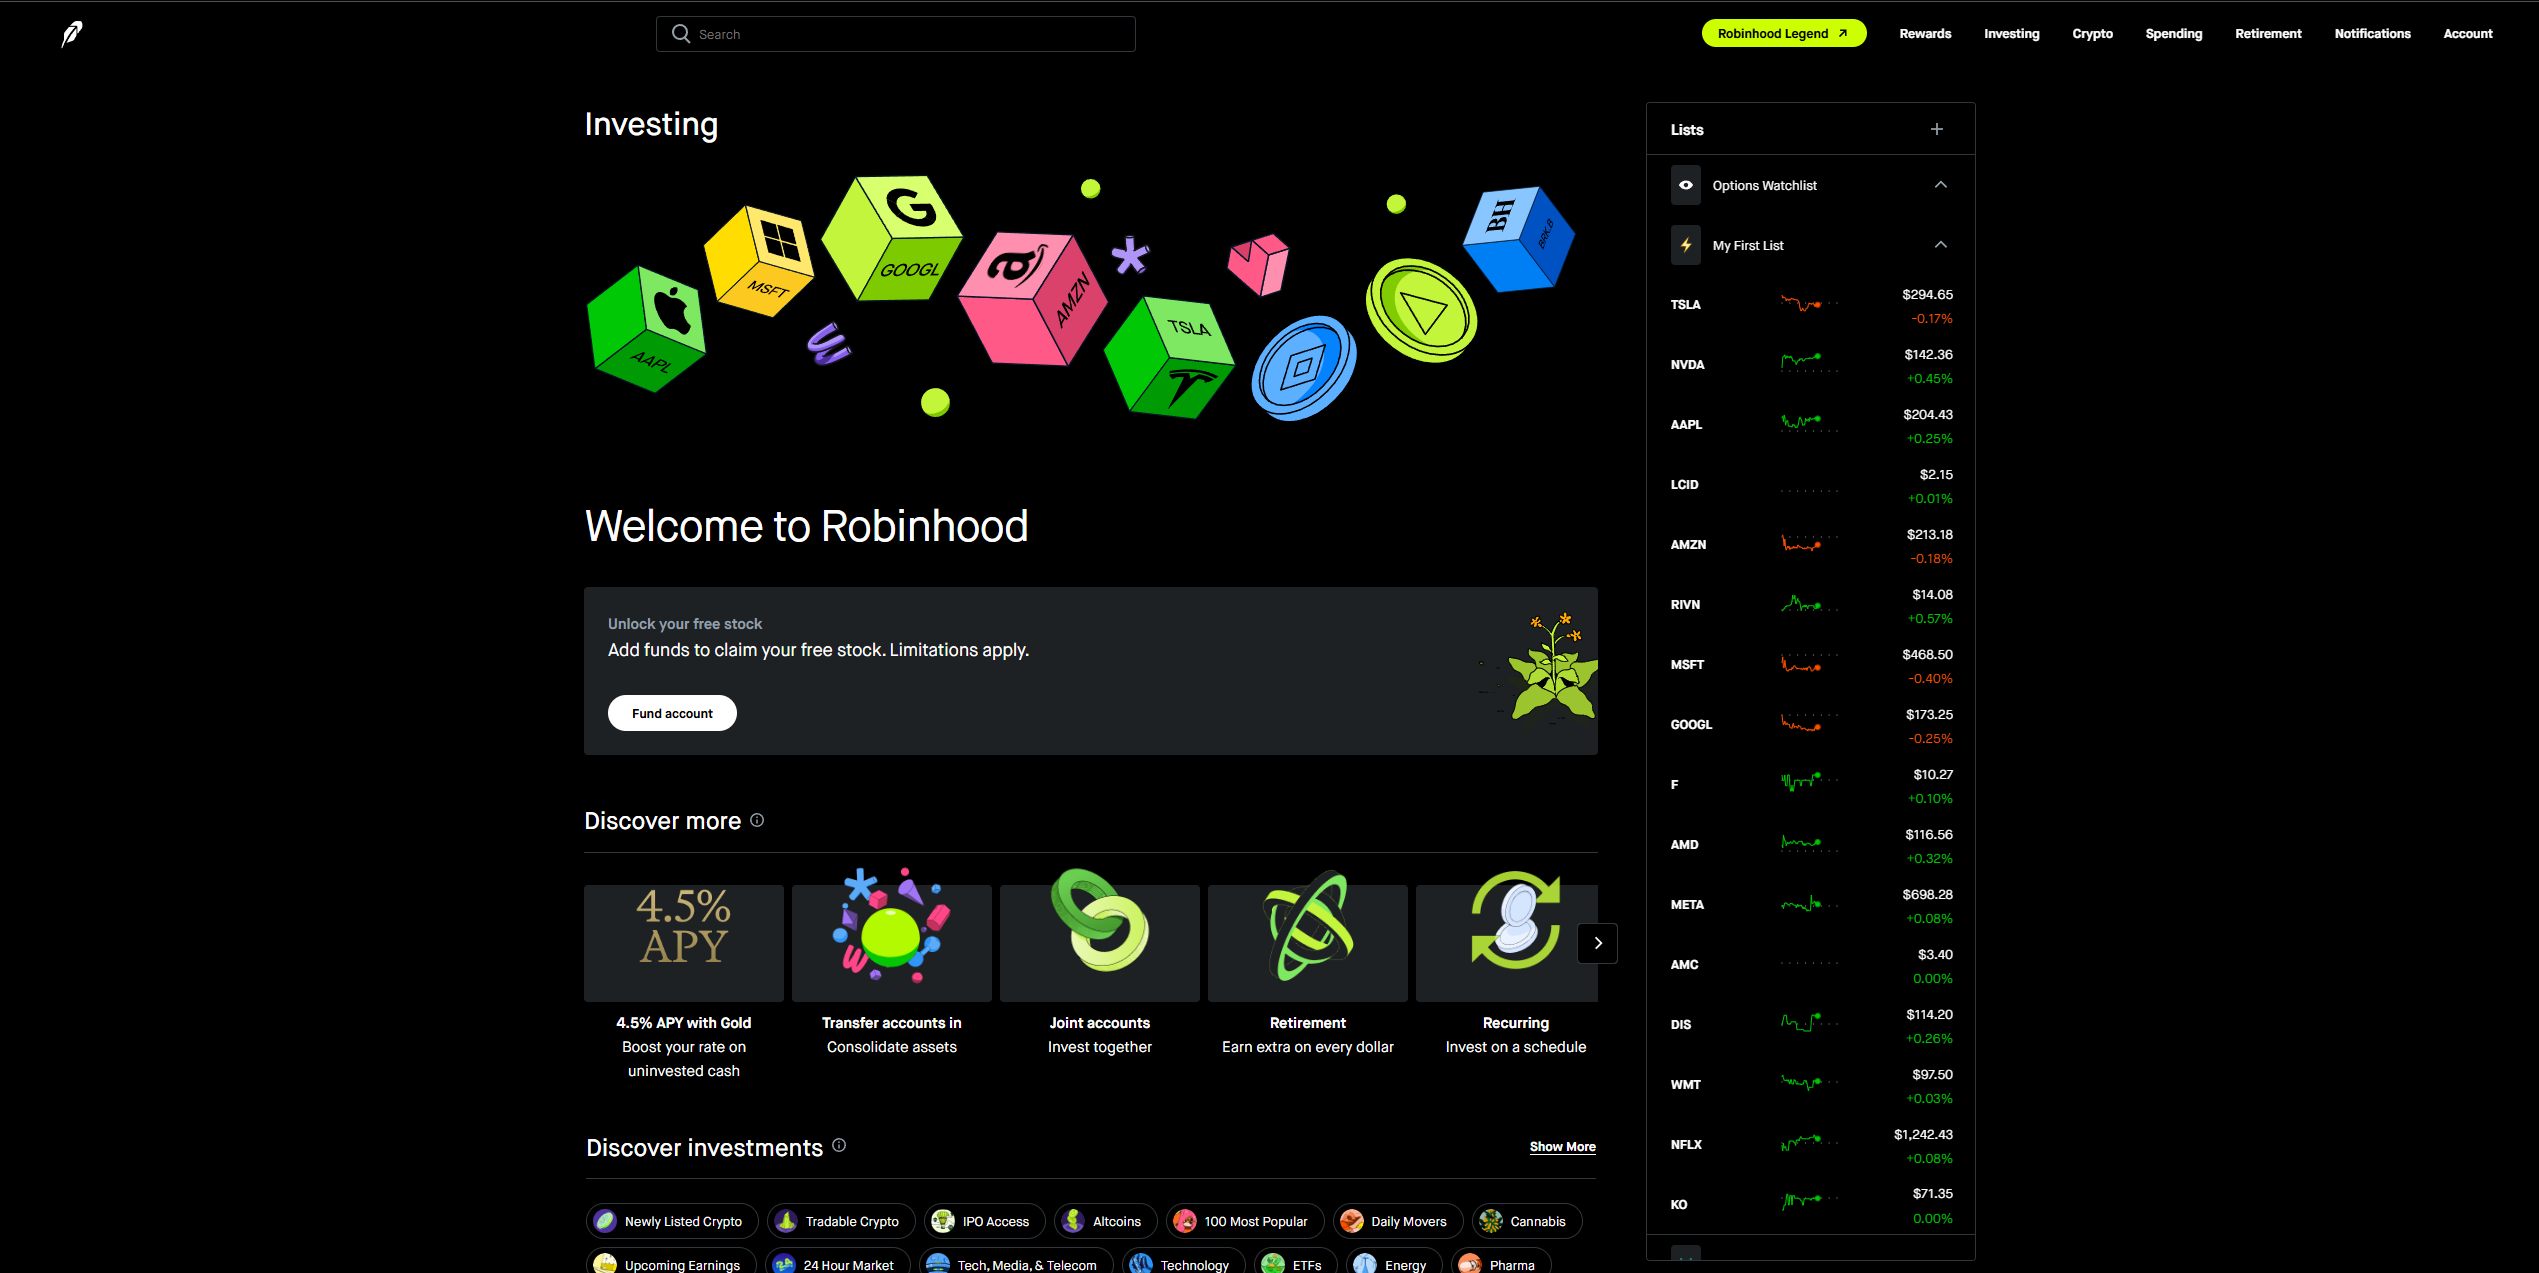 Search
Robinhood Legend
Rewards
Investing
Crypto
Spending
Retirement
Notifications
Account
Investing
AAPL
MSFT
G
GOOGL
a
AMZN
TSLA
BH
BRK.B
Welcome to Robinhood
Unlock your free stock
Add funds to claim your free stock. Limitations apply.
Fund account
Discover more
4.5%
APY
4.5% APY with Gold
Boost your rate on
uninvested cash
Transfer accounts in
Consolidate assets
Joint accounts
Invest together
Retirement
Earn extra on every dollar
Recurring
Invest on a schedule
Discover investments
Show More
Newly Listed Crypto
Tradable Crypto
IPO Access
Altcoins
100 Most Popular
Daily Movers
Cannabis
Upcoming Earnings
24 Hour Market
Tech, Media, & Telecom
Technology
ETFs
Energy
Pharma
Lists
Options Watchlist
My First List
TSLA
$294.65
-0.17%
NVDA
$142.36
+0.45%
AAPL
$204.43
+0.25%
LCID
$2.15
+0.01%
AMZN
$213.18
-0.18%
RIVN
$14.08
+0.57%
MSFT
$468.50
-0.40%
GOOGL
$173.25
-0.25%
F
$10.27
+0.10%
AMD
$116.56
+0.32%
META
$698.28
+0.08%
AMC
$3.40
0.00%
DIS
$114.20
+0.26%
WMT
$97.50
+0.03%
NFLX
$1,242.43
+0.08%
KO
$71.35
0.00%